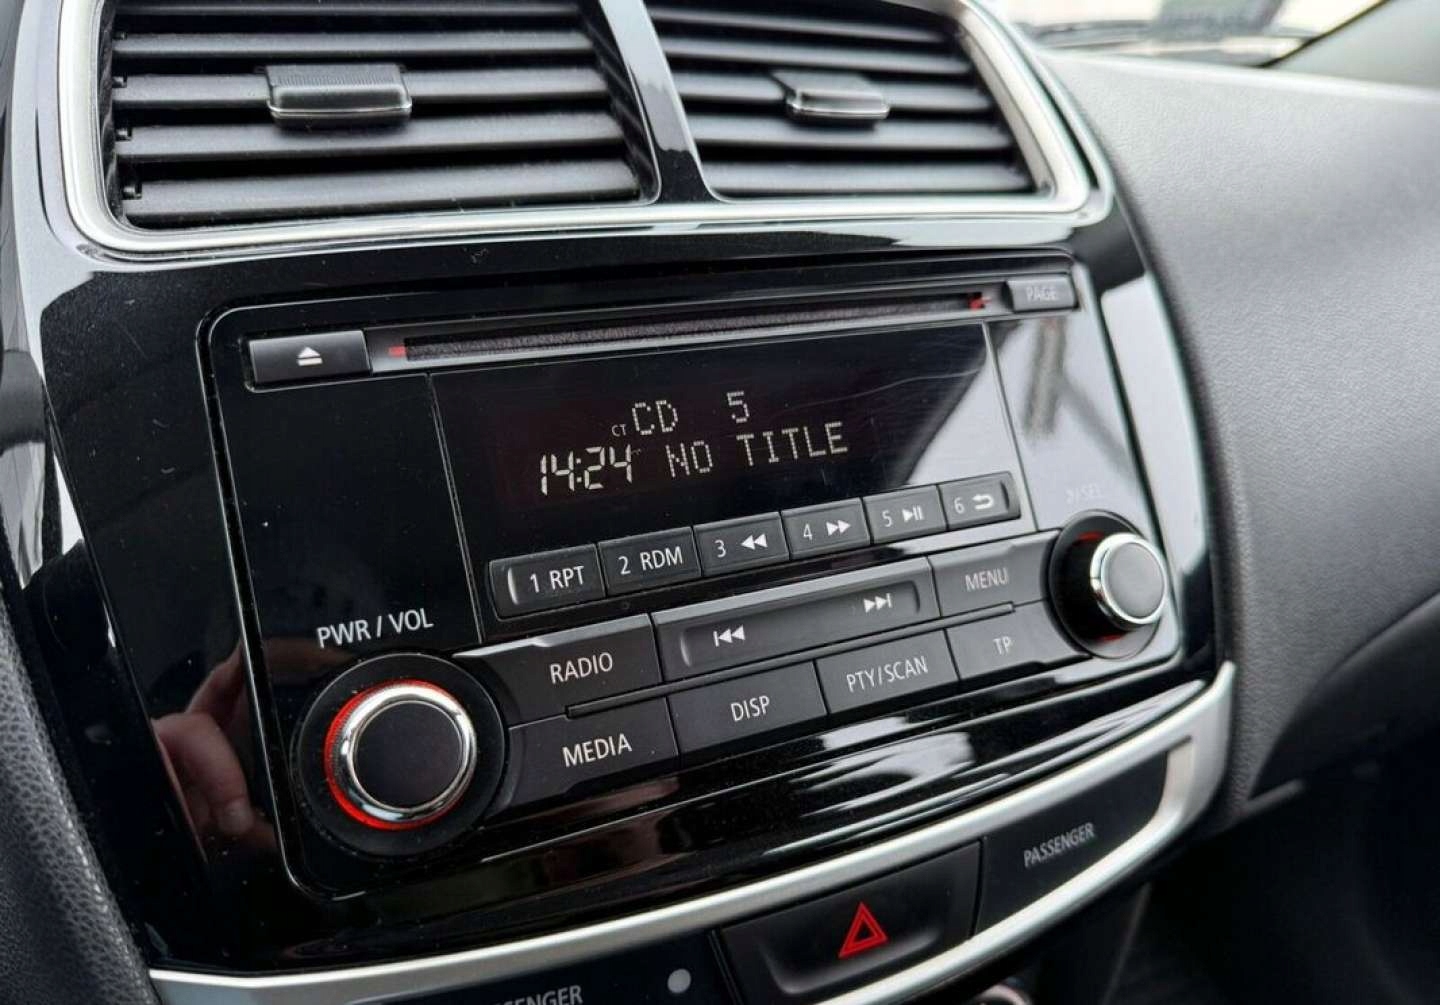 PAGE
CT CD 5
14:24 NO TITLE
1 RPT
2 RDM
3
4
5
6
♪/SEL
PWR / VOL
RADIO
MENU
MEDIA
DISP
PTY/SCAN
TP
PASSENGER